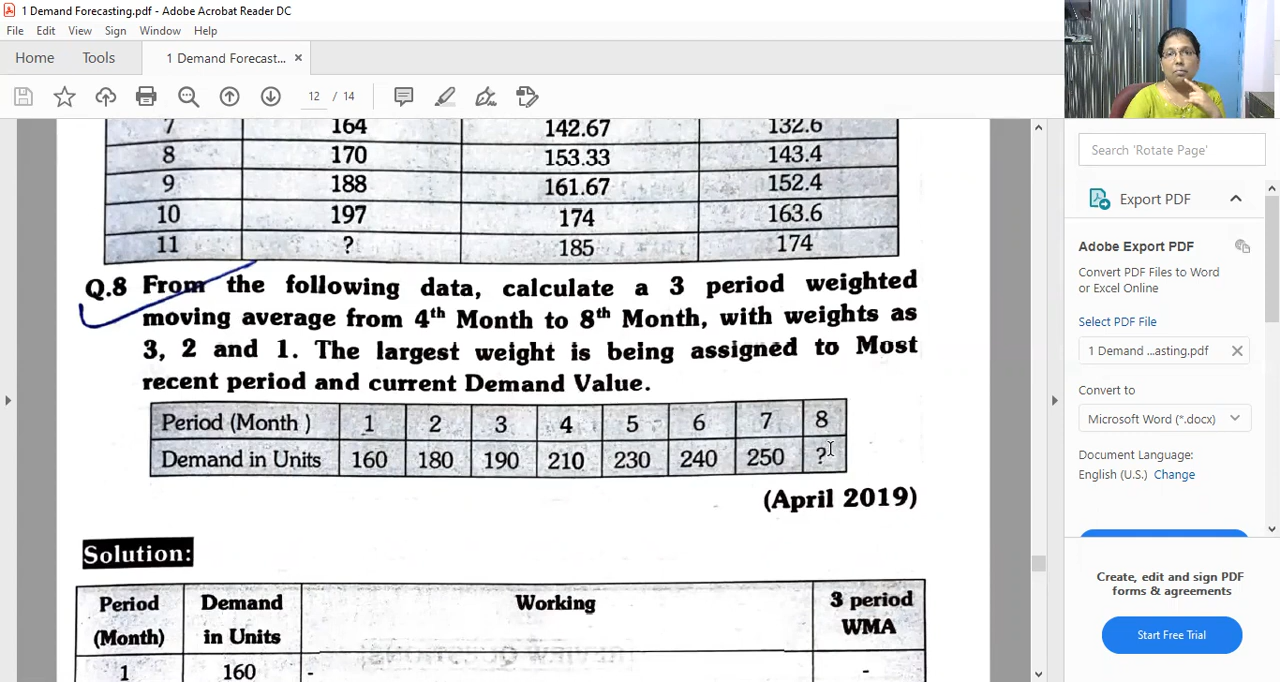 1 Demand Forecasting.pdf - Adobe Acrobat Reader DC
File Edit View Sign Window Help
Home Tools 1 Demand Forecast... ×
12 / 14
7 164 142.67 132.6
8 170 153.33 143.4
9 188 161.67 152.4
10 197 174 163.6
11 ? 185 174
Q.8 From the following data, calculate a 3 period weighted
moving average from 4th Month to 8th Month, with weights as
3, 2 and 1. The largest weight is being assigned to Most
recent period and current Demand Value.
Period (Month ) 1 2 3 4 5 6 7 8
Demand in Units 160 180 190 210 230 240 250 ?
(April 2019)
Solution:
Period Demand Working 3 period
(Month) in Units WMA
1 160 - -
Search 'Rotate Page'
Export PDF
Adobe Export PDF
Convert PDF Files to Word
or Excel Online
Select PDF File
1 Demand ...asting.pdf
Convert to
Microsoft Word (*.docx)
Document Language:
English (U.S.) Change
Create, edit and sign PDF
forms & agreements
Start Free Trial